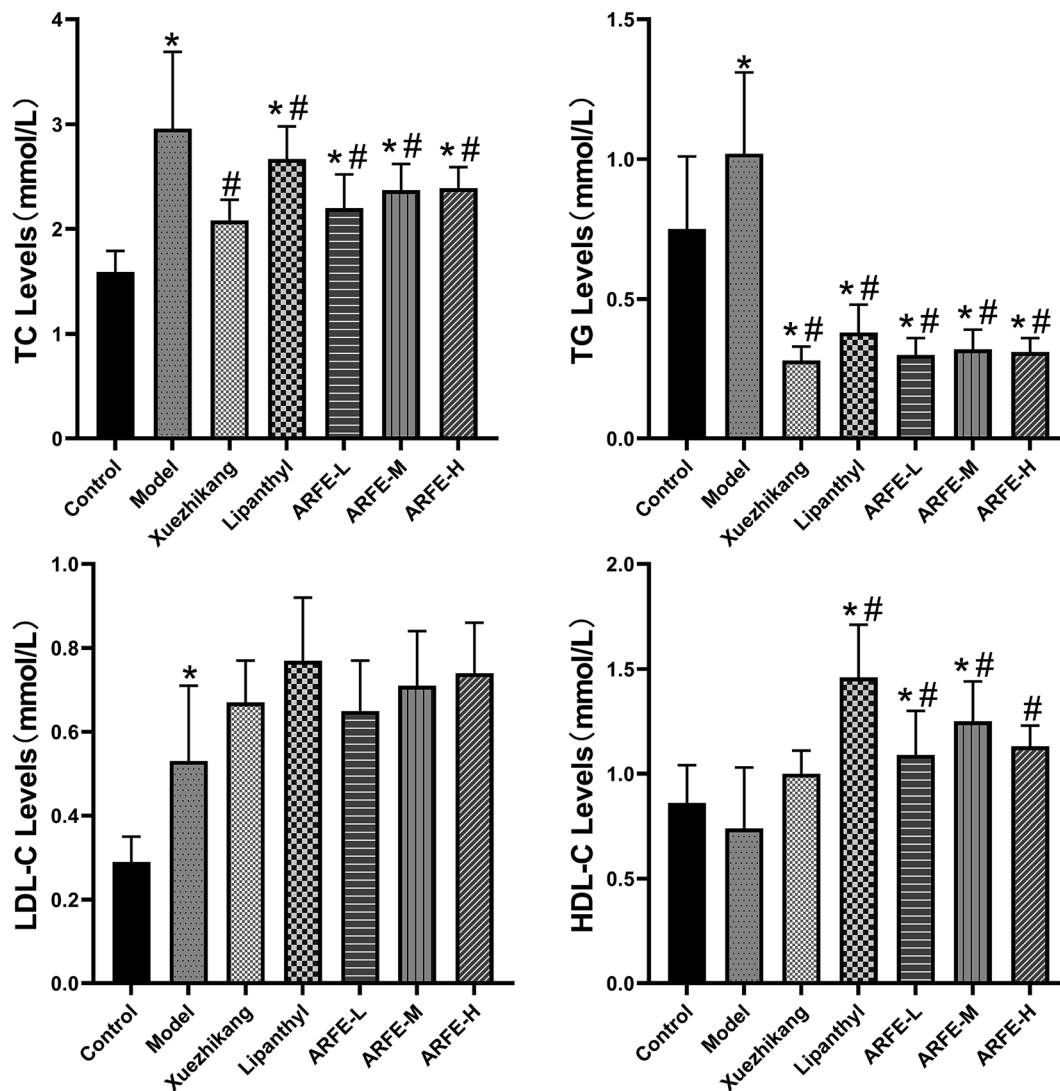 TC Levels（mmol/L）
4
3
2
1
0
*
#
*#
*#
*#
*#
Control
Model
Xuezhikang
Lipanthyl
ARFE-L
ARFE-M
ARFE-H
TG Levels（mmol/L）
1.5
1.0
0.5
0.0
*
*#
*#
*#
*#
*#
Control
Model
Xuezhikang
Lipanthyl
ARFE-L
ARFE-M
ARFE-H
LDL-C Levels（mmol/L）
1.0
0.8
0.6
0.4
0.2
0.0
*
Control
Model
Xuezhikang
Lipanthyl
ARFE-L
ARFE-M
ARFE-H
HDL-C Levels（mmol/L）
2.0
1.5
1.0
0.5
0.0
*#
*#
*#
#
Control
Model
Xuezhikang
Lipanthyl
ARFE-L
ARFE-M
ARFE-H